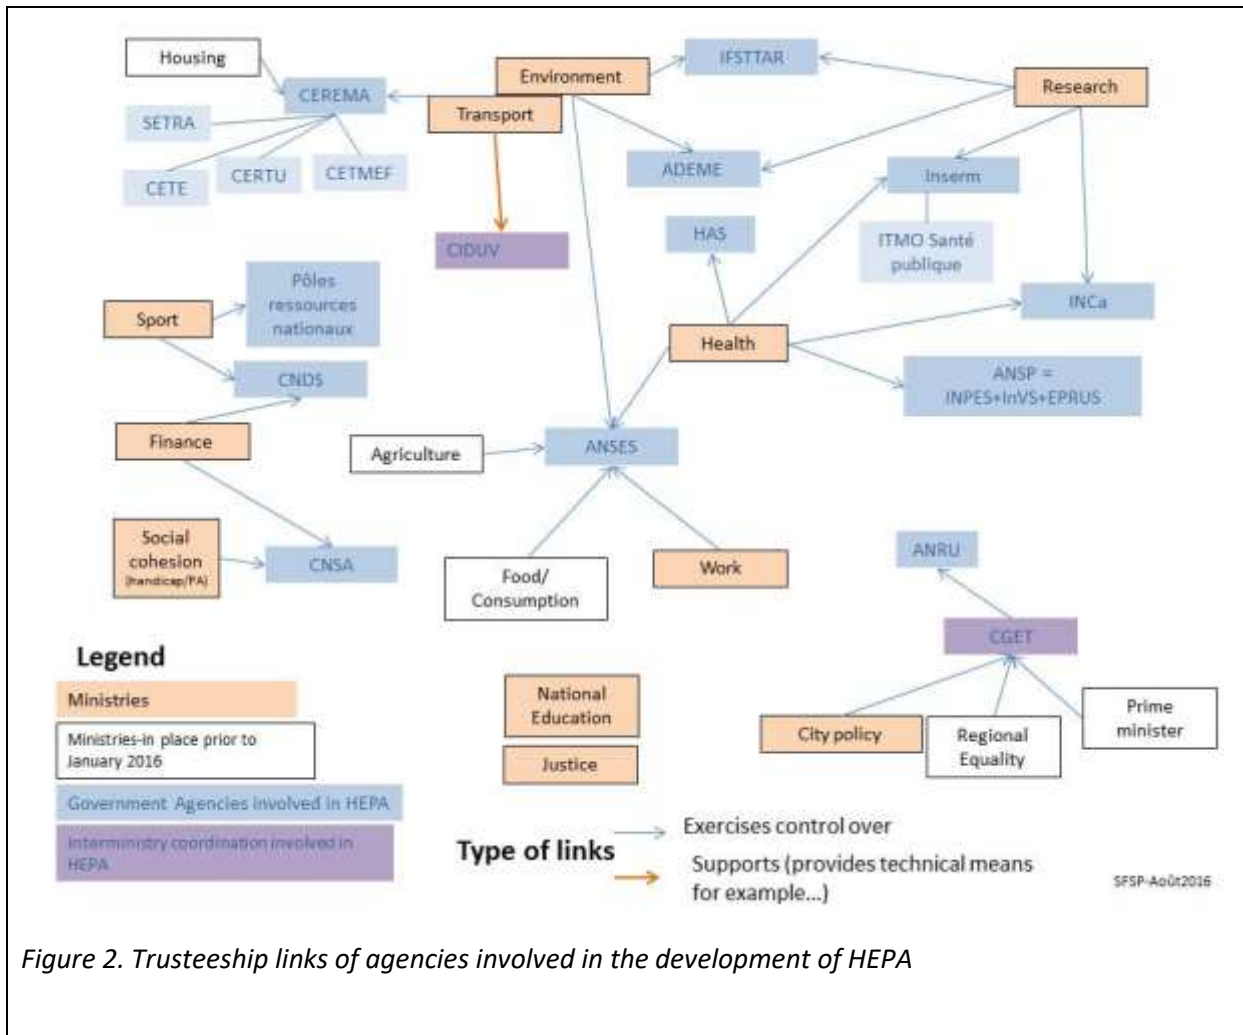 Housing
Environment
IFSTTAR
Research
CEREMA
Transport
SETRA
CETE
CERTU
CETMEF
ADEME
Inserm
CIDUV
HAS
ITMO Santé
publique
Pôles
ressources
nationaux
INCa
Sport
Health
CNDS
ANSP =
INPES+InVS+EPRUS
Finance
Agriculture
ANSES
Social
cohesion
(handicap/PA)
CNSA
Food/
Consumption
Work
ANRU
CGET
Legend
Ministries
Ministries-in place prior to
January 2016
Government Agencies involved in HEPA
Interministry coordination involved in
HEPA
National
Education
Justice
City policy
Regional
Equality
Prime
minister
Type of links
Exercises control over
Supports (provides technical means
for example...)
SFSP-Août2016
Figure 2. Trusteeship links of agencies involved in the development of HEPA